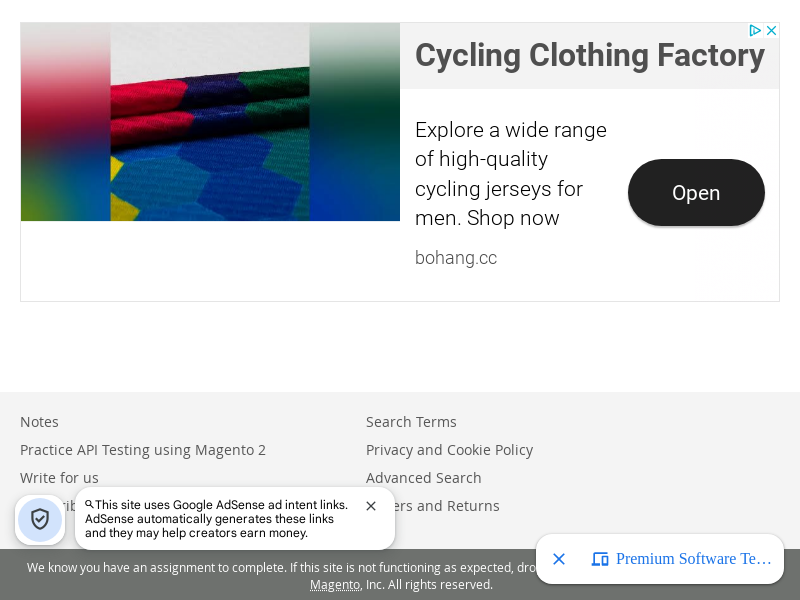 Cycling Clothing Factory
Explore a wide range
of high-quality
cycling jerseys for
men. Shop now
bohang.cc
Open
Notes
Search Terms
Practice API Testing using Magento 2
Privacy and Cookie Policy
Write for us
Advanced Search
ers and Returns
This site uses Google AdSense ad intent links.
AdSense automatically generates these links
and they may help creators earn money.
Premium Software Te…
We know you have an assignment to complete. If this site is not functioning as expected, dro
Magento, Inc. All rights reserved.